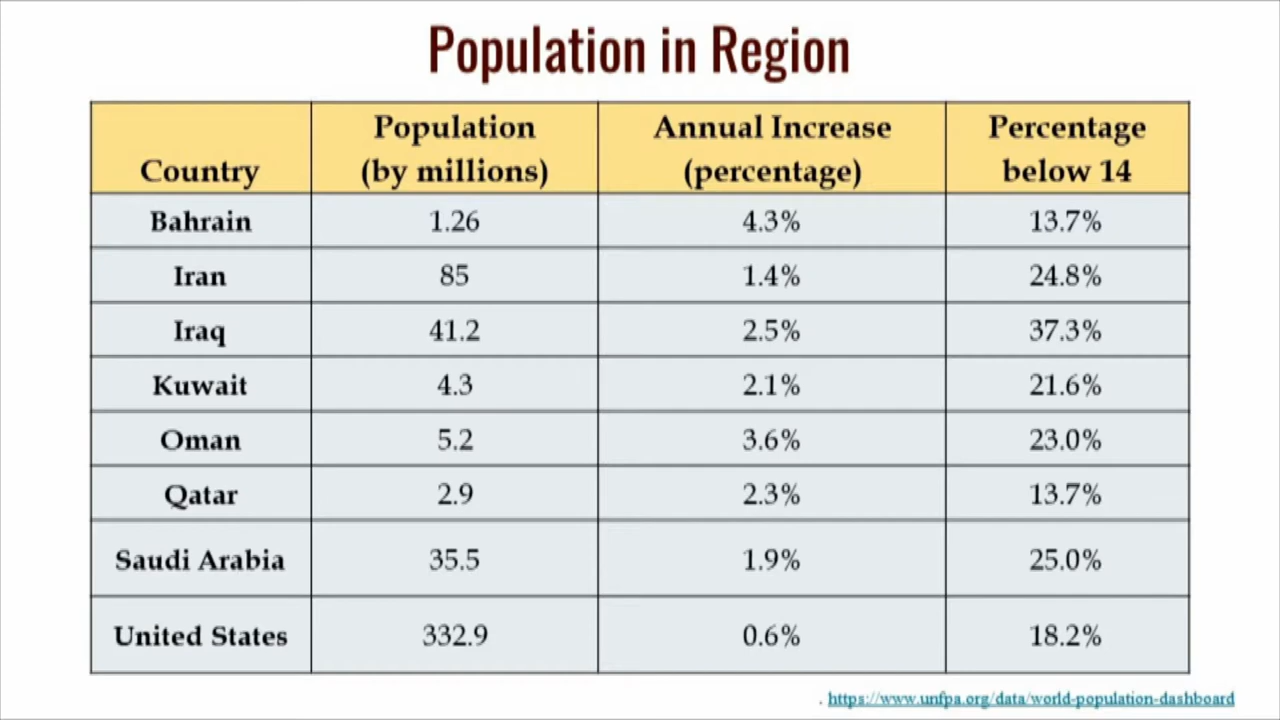 Population in Region
Country Population (by millions) Annual Increase (percentage) Percentage below 14
Bahrain 1.26 4.3% 13.7%
Iran 85 1.4% 24.8%
Iraq 41.2 2.5% 37.3%
Kuwait 4.3 2.1% 21.6%
Oman 5.2 3.6% 23.0%
Qatar 2.9 2.3% 13.7%
Saudi Arabia 35.5 1.9% 25.0%
United States 332.9 0.6% 18.2%
. https://www.unfpa.org/data/world-population-dashboard